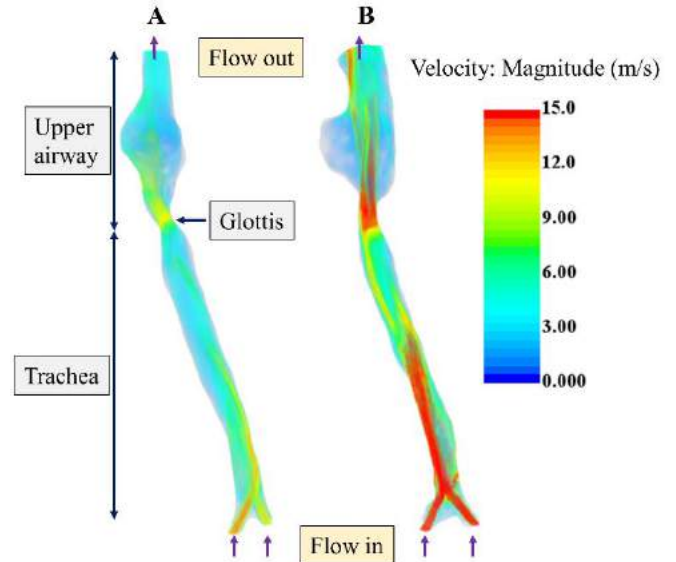 A
B
Flow out
Velocity: Magnitude (m/s)
Upper
airway
15.0
12.0
9.00
6.00
3.00
0.000
Glottis
Trachea
Flow in